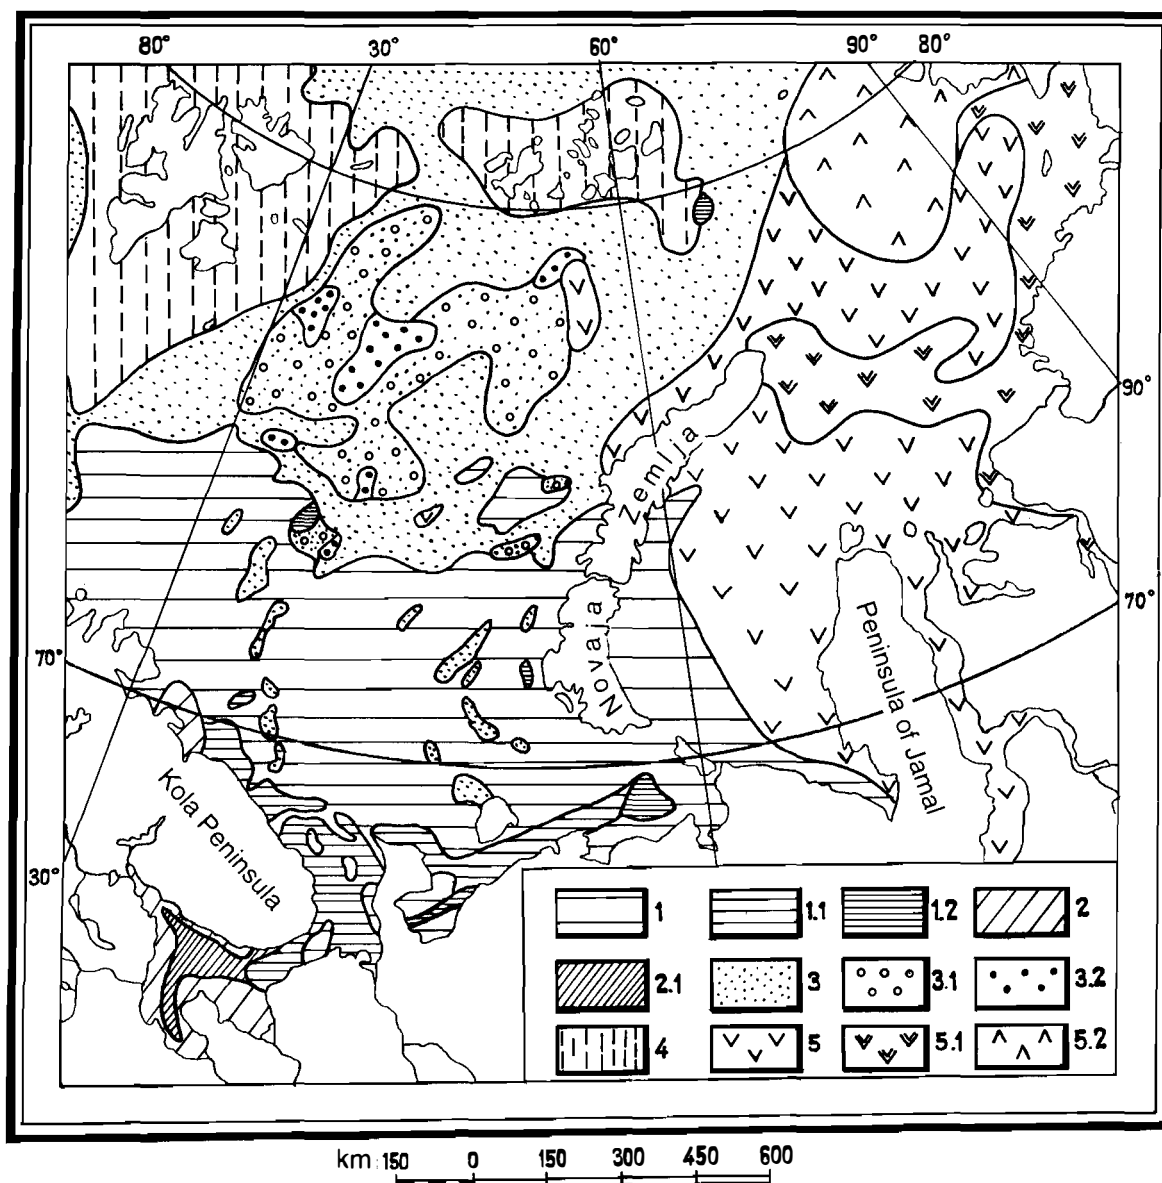 80° 30° 60° 90° 80°
90°
Novaja Zemlja
70°
70°
Peninsula of Jamal
Kola Peninsula
30°
1 1.1 1.2 2
2.1 3 3.1 3.2
4 5 5.1 5.2
km 150 0 150 300 450 600